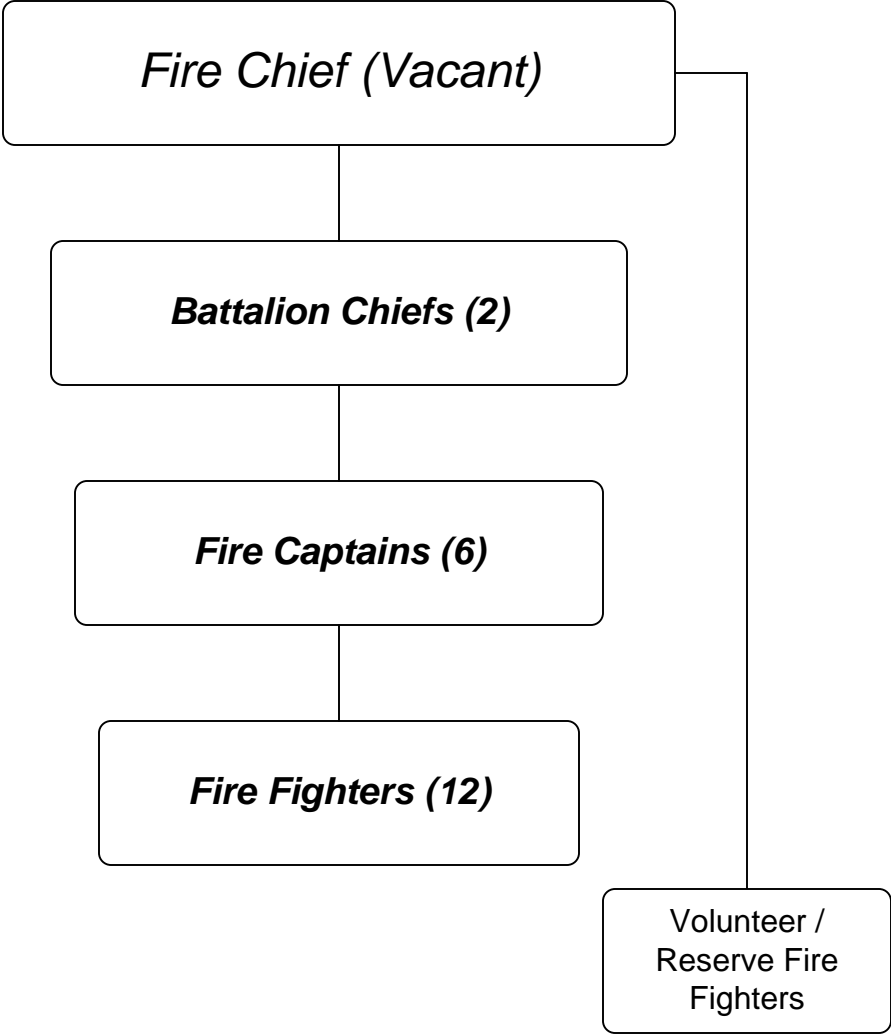 Fire Chief (Vacant)
Battalion Chiefs (2)
Fire Captains (6)
Fire Fighters (12)
Volunteer /
Reserve Fire
Fighters